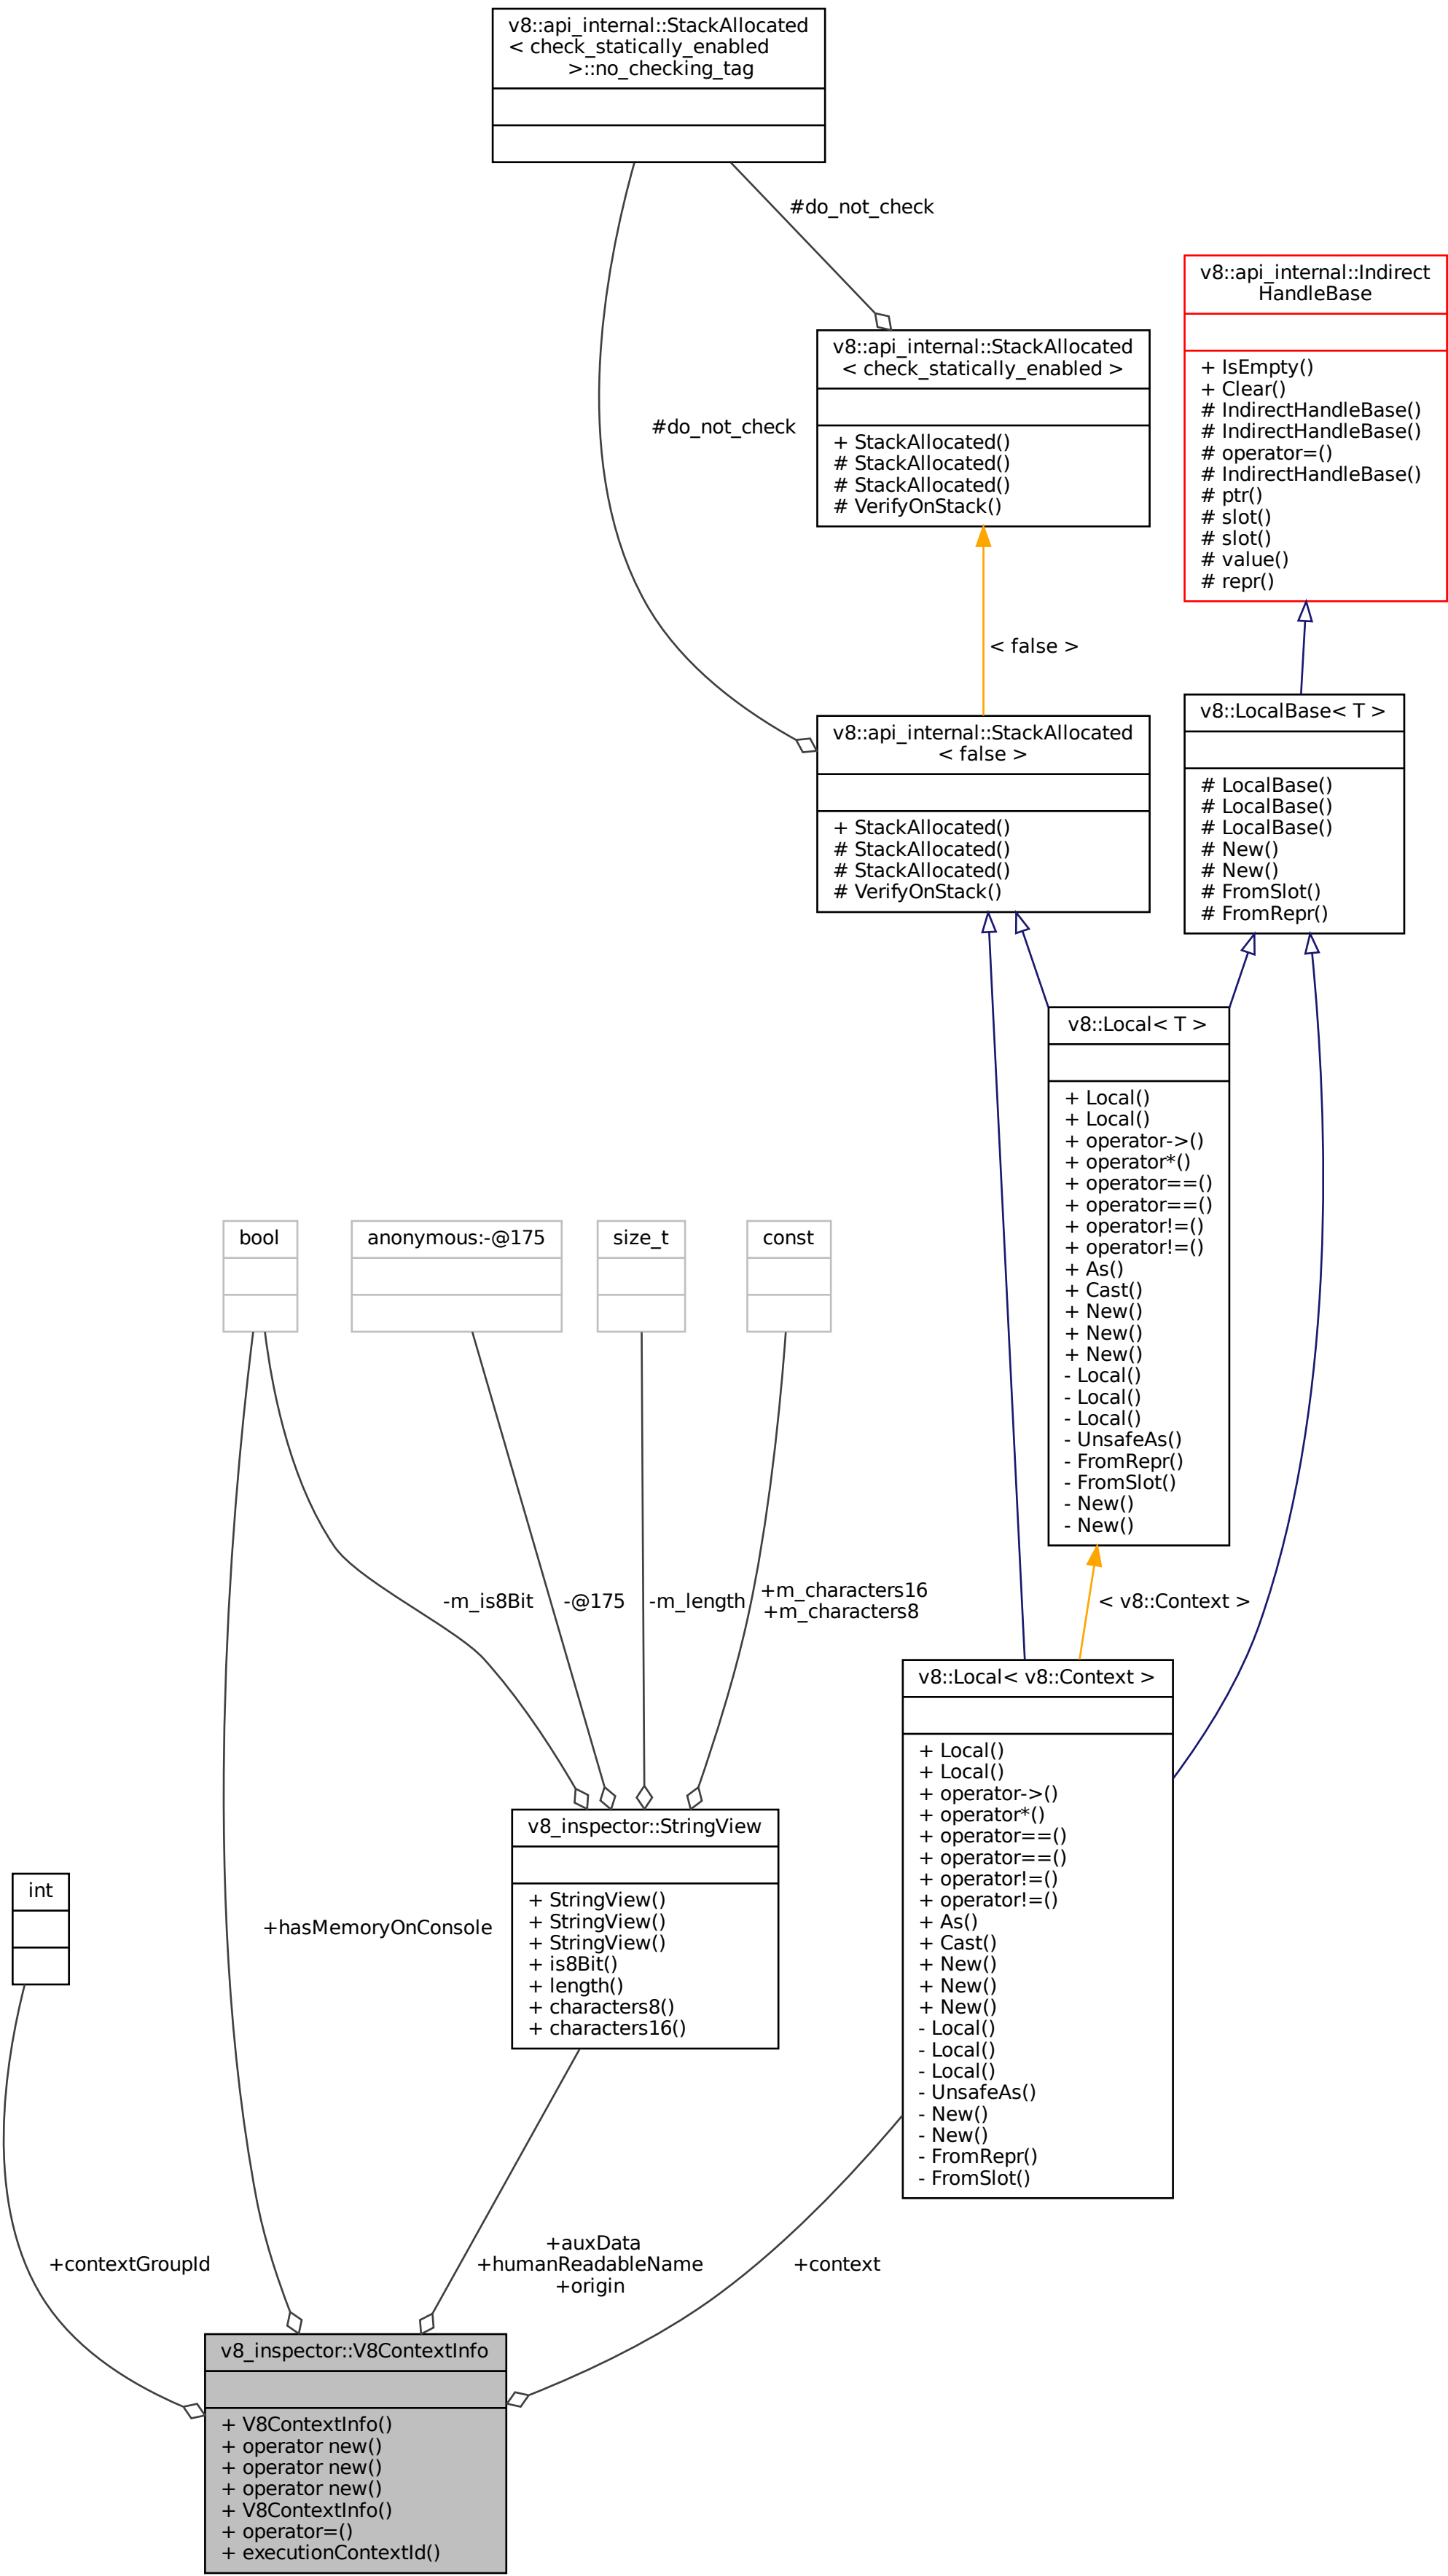 v8::api_internal::StackAllocated
< check_statically_enabled
>::no_checking_tag
#do_not_check
v8::api_internal::Indirect
HandleBase
+ IsEmpty()
+ Clear()
# IndirectHandleBase()
# IndirectHandleBase()
# operator=()
# IndirectHandleBase()
# ptr()
# slot()
# slot()
# value()
# repr()
v8::api_internal::StackAllocated
< check_statically_enabled >
+ StackAllocated()
# StackAllocated()
# StackAllocated()
# VerifyOnStack()
#do_not_check
< false >
v8::api_internal::StackAllocated
< false >
+ StackAllocated()
# StackAllocated()
# StackAllocated()
# VerifyOnStack()
v8::LocalBase< T >
# LocalBase()
# LocalBase()
# LocalBase()
# New()
# New()
# FromSlot()
# FromRepr()
v8::Local< T >
+ Local()
+ Local()
+ operator->()
+ operator*()
+ operator==()
+ operator==()
+ operator!=()
+ operator!=()
+ As()
+ Cast()
+ New()
+ New()
+ New()
- Local()
- Local()
- Local()
- UnsafeAs()
- FromRepr()
- FromSlot()
- New()
- New()
bool
anonymous:-@175
size_t
const
-m_is8Bit
-@175
-m_length
+m_characters16
+m_characters8
< v8::Context >
v8::Local< v8::Context >
+ Local()
+ Local()
+ operator->()
+ operator*()
+ operator==()
+ operator==()
+ operator!=()
+ operator!=()
+ As()
+ Cast()
+ New()
+ New()
+ New()
- Local()
- Local()
- Local()
- UnsafeAs()
- New()
- New()
- FromRepr()
- FromSlot()
v8_inspector::StringView
+ StringView()
+ StringView()
+ StringView()
+ is8Bit()
+ length()
+ characters8()
+ characters16()
int
+hasMemoryOnConsole
+contextGroupId
+auxData
+humanReadableName
+origin
+context
v8_inspector::V8ContextInfo
+ V8ContextInfo()
+ operator new()
+ operator new()
+ operator new()
+ V8ContextInfo()
+ operator=()
+ executionContextId()